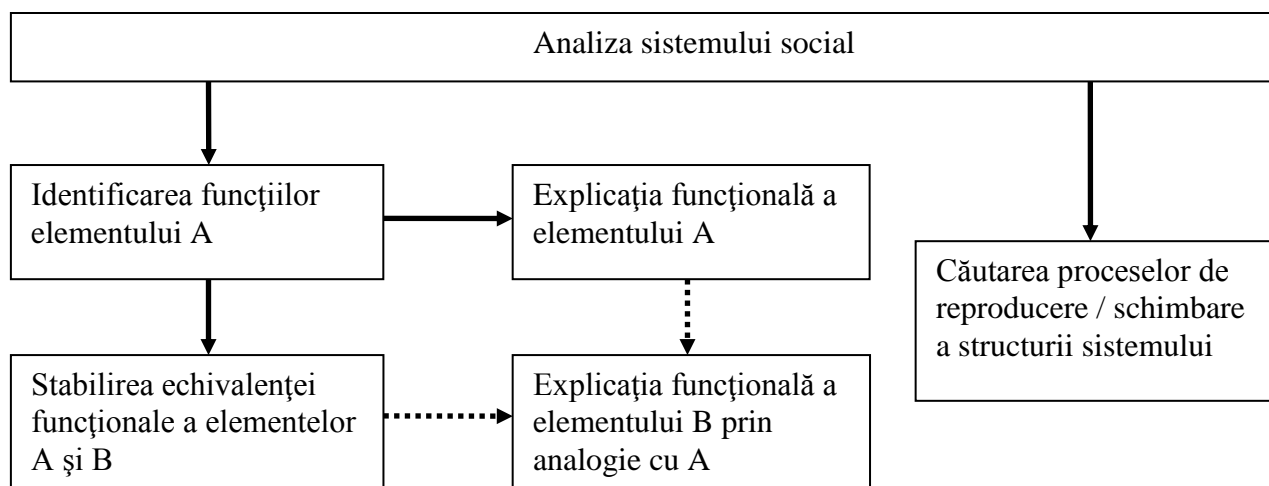 Analiza sistemului social
Identificarea funcţiilor
elementului A
Explicaţia funcţională a
elementului A
Căutarea proceselor de
reproducere / schimbare
a structurii sistemului
Stabilirea echivalenţei
funcţionale a elementelor
A şi B
Explicaţia funcţională a
elementului B prin
analogie cu A